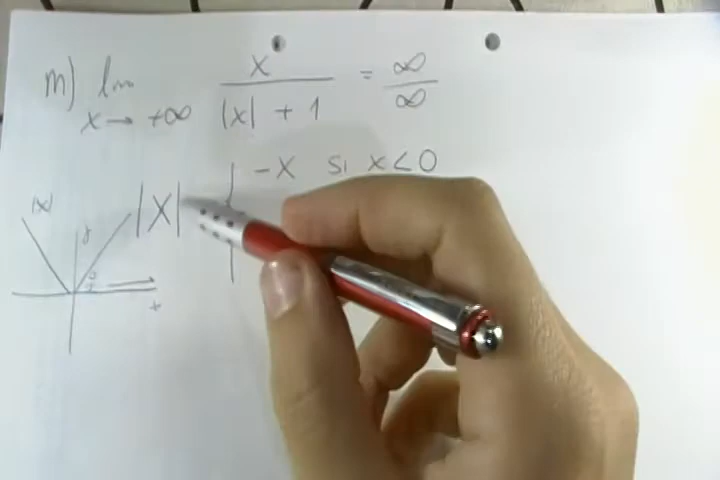 m) lim x → +∞ x / |x| + 1 = ∞ / ∞
|x| -x si x < 0
|x|
y
x